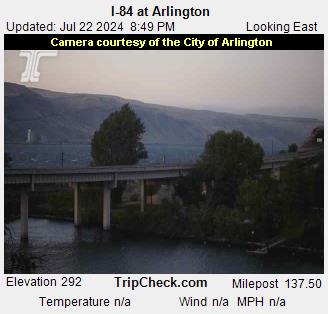 I-84 at Arlington
Updated: Jul 22 2024 8:49 PM Looking East
Camera courtesy of the City of Arlington
Elevation 292 TripCheck.com Milepost 137.50
Temperature n/a Wind n/a MPH n/a